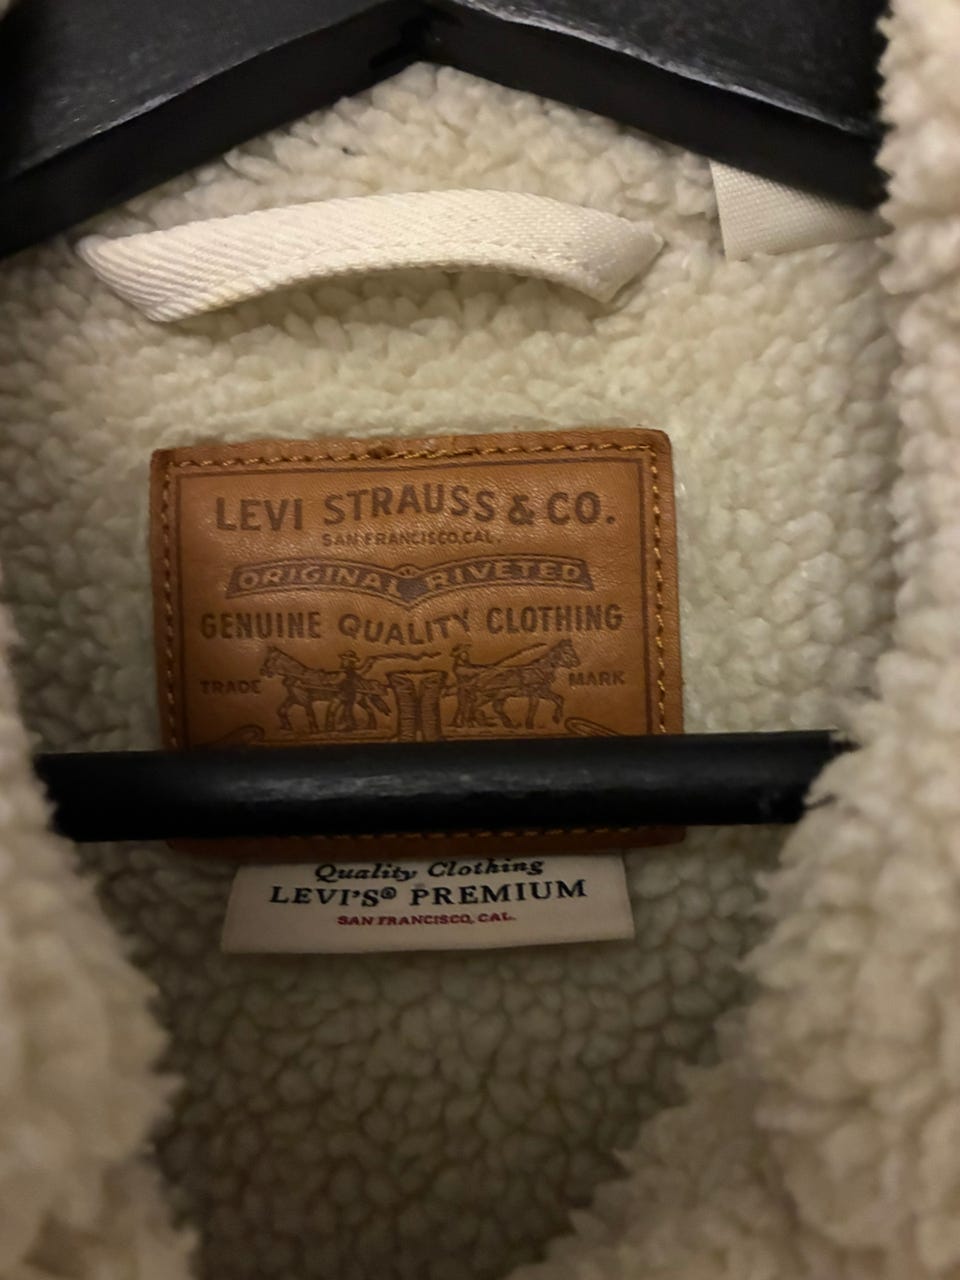 LEVI STRAUSS & CO.
SAN FRANCISCO, CAL.
ORIGINAL RIVETED
GENUINE QUALITY CLOTHING
TRADE MARK
Quality Clothing
LEVI'S® PREMIUM
SAN FRANCISCO, CAL.